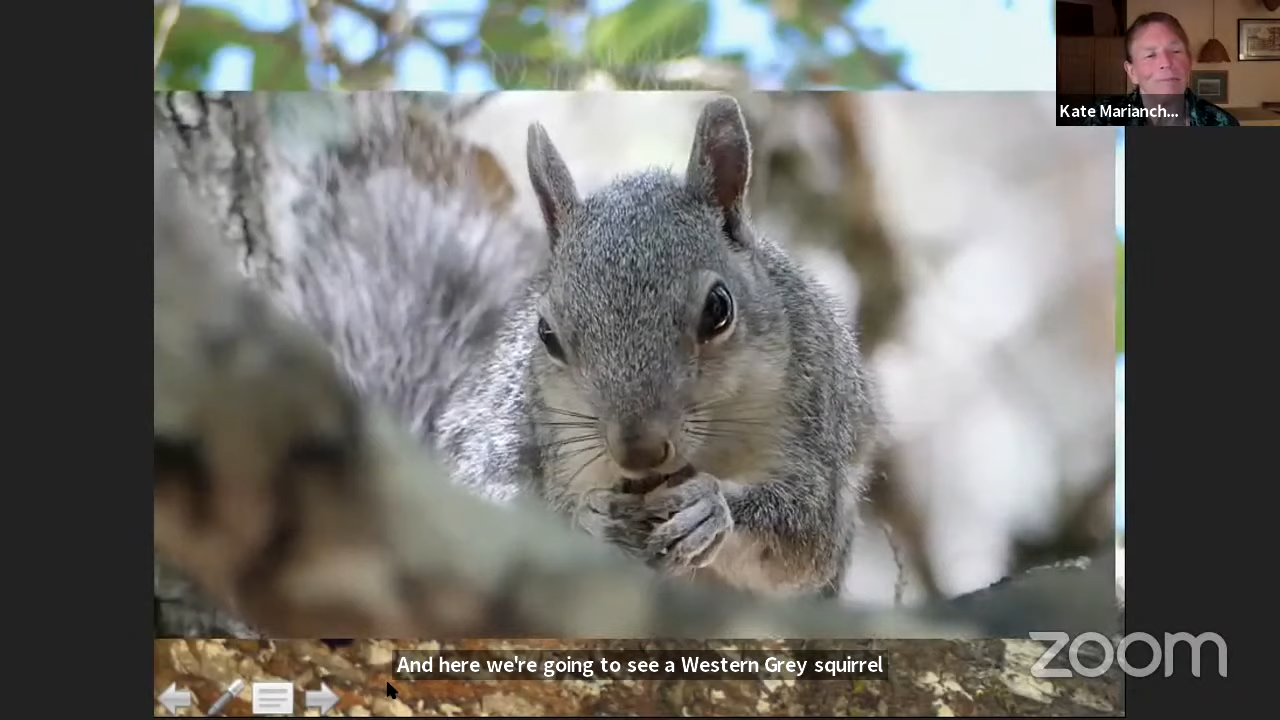 Kate Marianch...
And here we're going to see a Western Grey squirrel
zoom